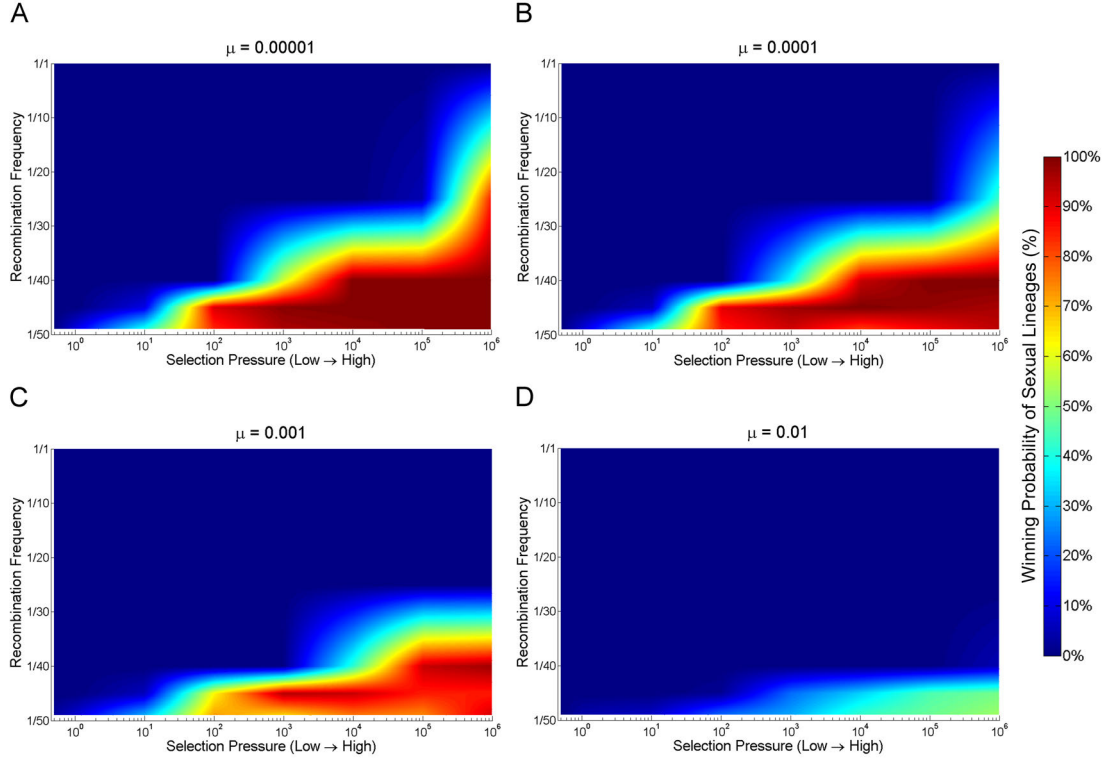 A
μ = 0.00001
Recombination Frequency
1/1
1/10
1/20
1/30
1/40
1/50
10⁰ 10¹ 10² 10³ 10⁴ 10⁵ 10⁶
Selection Pressure (Low → High)
B
μ = 0.0001
Recombination Frequency
1/1
1/10
1/20
1/30
1/40
1/50
10⁰ 10¹ 10² 10³ 10⁴ 10⁵ 10⁶
Selection Pressure (Low → High)
C
μ = 0.001
Recombination Frequency
1/1
1/10
1/20
1/30
1/40
1/50
10⁰ 10¹ 10² 10³ 10⁴ 10⁵ 10⁶
Selection Pressure (Low → High)
D
μ = 0.01
Recombination Frequency
1/1
1/10
1/20
1/30
1/40
1/50
10⁰ 10¹ 10² 10³ 10⁴ 10⁵ 10⁶
Selection Pressure (Low → High)
Winning Probability of Sexual Lineages (%)
100%
90%
80%
70%
60%
50%
40%
30%
20%
10%
0%